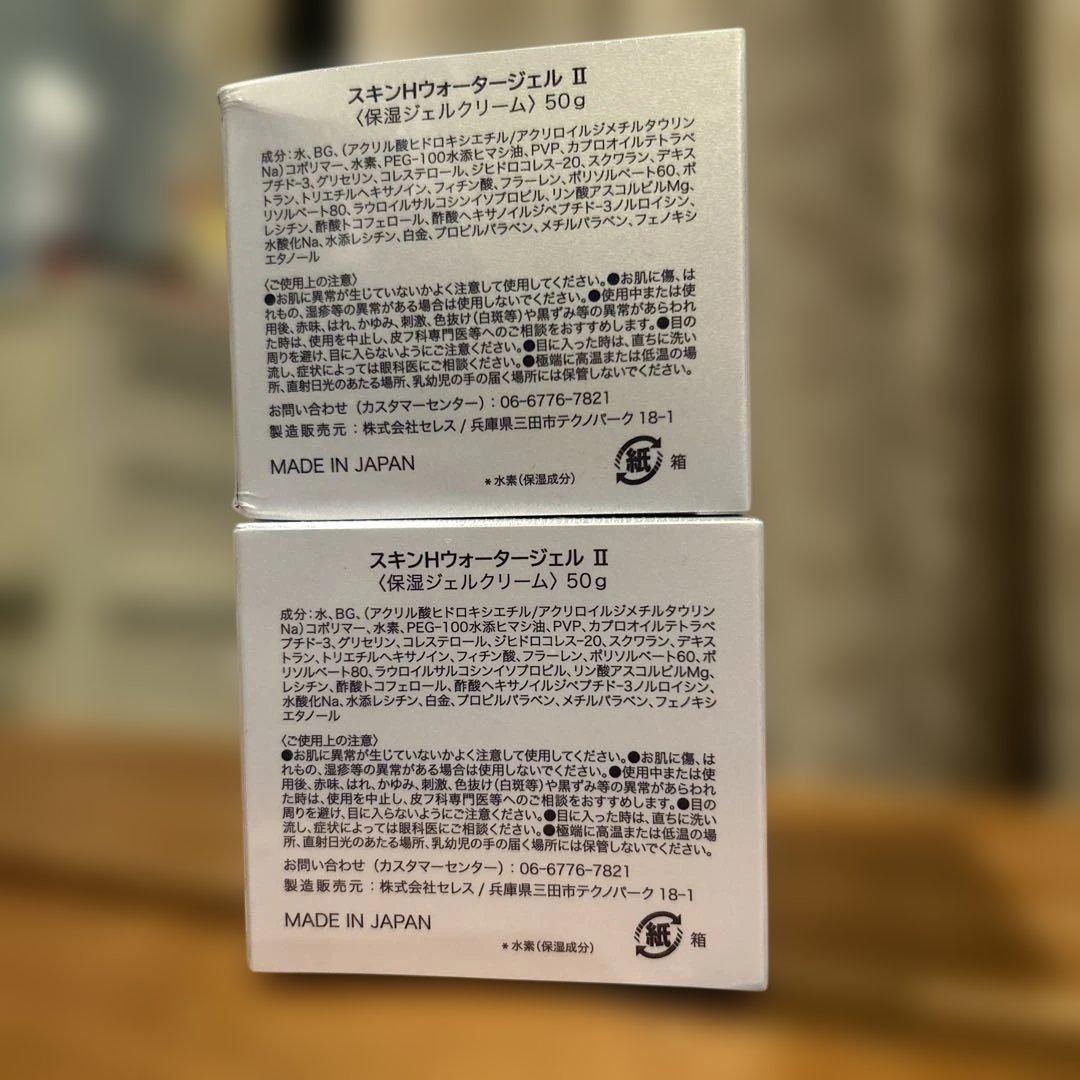 スキンHウォータージェル Ⅱ
〈保湿ジェルクリーム〉50g
成分:水、BG、(アクリル酸ヒドロキシエチル/アクリロイルジメチルタウリン
Na)コポリマー、水素、PEG-100水添ヒマシ油、PVP、カプロオイルテトラペ
プチド-3、グリセリン、コレステロール、ジヒドロコレス-20、スクワラン、デキス
トラン、トリエチルヘキサノイン、フィチン酸、フラーレン、ポリソルベート60、ポ
リソルベート80、ラウロイルサルコシンイソプロピル、リン酸アスコルビルMg、
レシチン、酢酸トコフェロール、酢酸ヘキサノイルジペプチド-3ノルロイシン、
水酸化Na、水添レシチン、白金、プロピルパラベン、メチルパラベン、フェノキシ
エタノール
〈ご使用上の注意〉
●お肌に異常が生じていないかよく注意して使用してください。●お肌に傷、は
れもの、湿疹等の異常がある場合は使用しないでください。●使用中または使
用後、赤味、はれ、かゆみ、刺激、色抜け(白斑等)や黒ずみ等の異常があらわれ
た時は、使用を中止し、皮フ科専門医等へのご相談をおすすめします。●目の
周りを避け、目に入らないようにご注意ください。●目に入った時は、直ちに洗い
流し、症状によっては眼科医にご相談ください。●極端に高温または低温の場
所、直射日光のあたる場所、乳幼児の手の届く場所には保管しないでください。
お問い合わせ(カスタマーセンター):06-6776-7821
製造販売元:株式会社セレス/兵庫県三田市テクノパーク 18-1
MADE IN JAPAN
*水素(保湿成分)
紙 箱
スキンHウォータージェル Ⅱ
〈保湿ジェルクリーム〉50g
成分:水、BG、(アクリル酸ヒドロキシエチル/アクリロイルジメチルタウリン
Na)コポリマー、水素、PEG-100水添ヒマシ油、PVP、カプロオイルテトラペ
プチド-3、グリセリン、コレステロール、ジヒドロコレス-20、スクワラン、デキス
トラン、トリエチルヘキサノイン、フィチン酸、フラーレン、ポリソルベート60、ポ
リソルベート80、ラウロイルサルコシンイソプロピル、リン酸アスコルビルMg、
レシチン、酢酸トコフェロール、酢酸ヘキサノイルジペプチド-3ノルロイシン、
水酸化Na、水添レシチン、白金、プロピルパラベン、メチルパラベン、フェノキシ
エタノール
〈ご使用上の注意〉
●お肌に異常が生じていないかよく注意して使用してください。●お肌に傷、は
れもの、湿疹等の異常がある場合は使用しないでください。●使用中または使
用後、赤味、はれ、かゆみ、刺激、色抜け(白斑等)や黒ずみ等の異常があらわれ
た時は、使用を中止し、皮フ科専門医等へのご相談をおすすめします。●目の
周りを避け、目に入らないようにご注意ください。●目に入った時は、直ちに洗い
流し、症状によっては眼科医にご相談ください。●極端に高温または低温の場
所、直射日光のあたる場所、乳幼児の手の届く場所には保管しないでください。
お問い合わせ(カスタマーセンター):06-6776-7821
製造販売元:株式会社セレス/兵庫県三田市テクノパーク 18-1
MADE IN JAPAN
*水素(保湿成分)
紙 箱